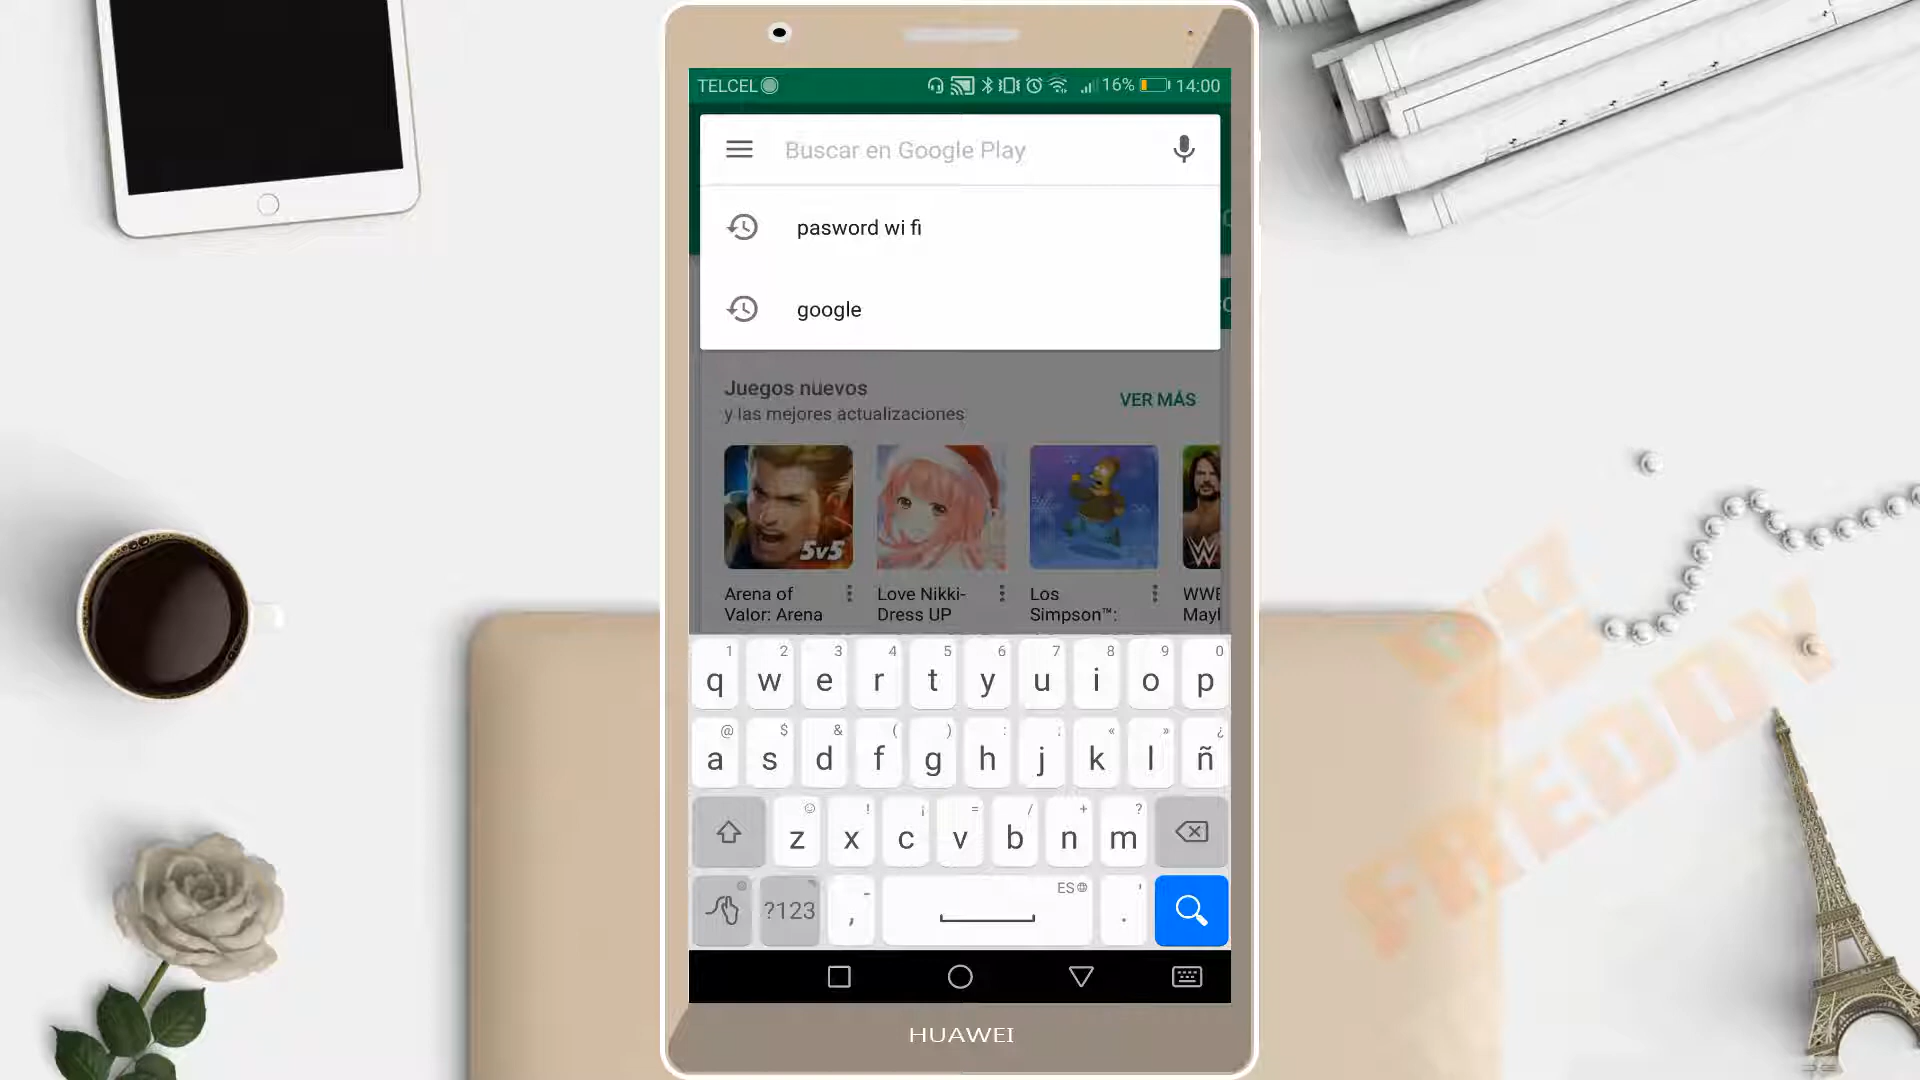 TELCEL 16% 14:00
Buscar en Google Play
pasword wi fi
google
Juegos nuevos
y las mejores actualizaciones
VER MÁS
5v5
W
Arena of
Valor: Arena
Love Nikki-
Dress UP
Los
Simpson™:
WWE
Mayh
1 2 3 4 5 6 7 8 9 0
q w e r t y u i o p
@ $ & ( ) : ; « » ¿
a s d f g h j k l ñ
! ¡ = / + ?
z x c v b n m
ES
?123 , - . '
HUAWEI
FREDDY